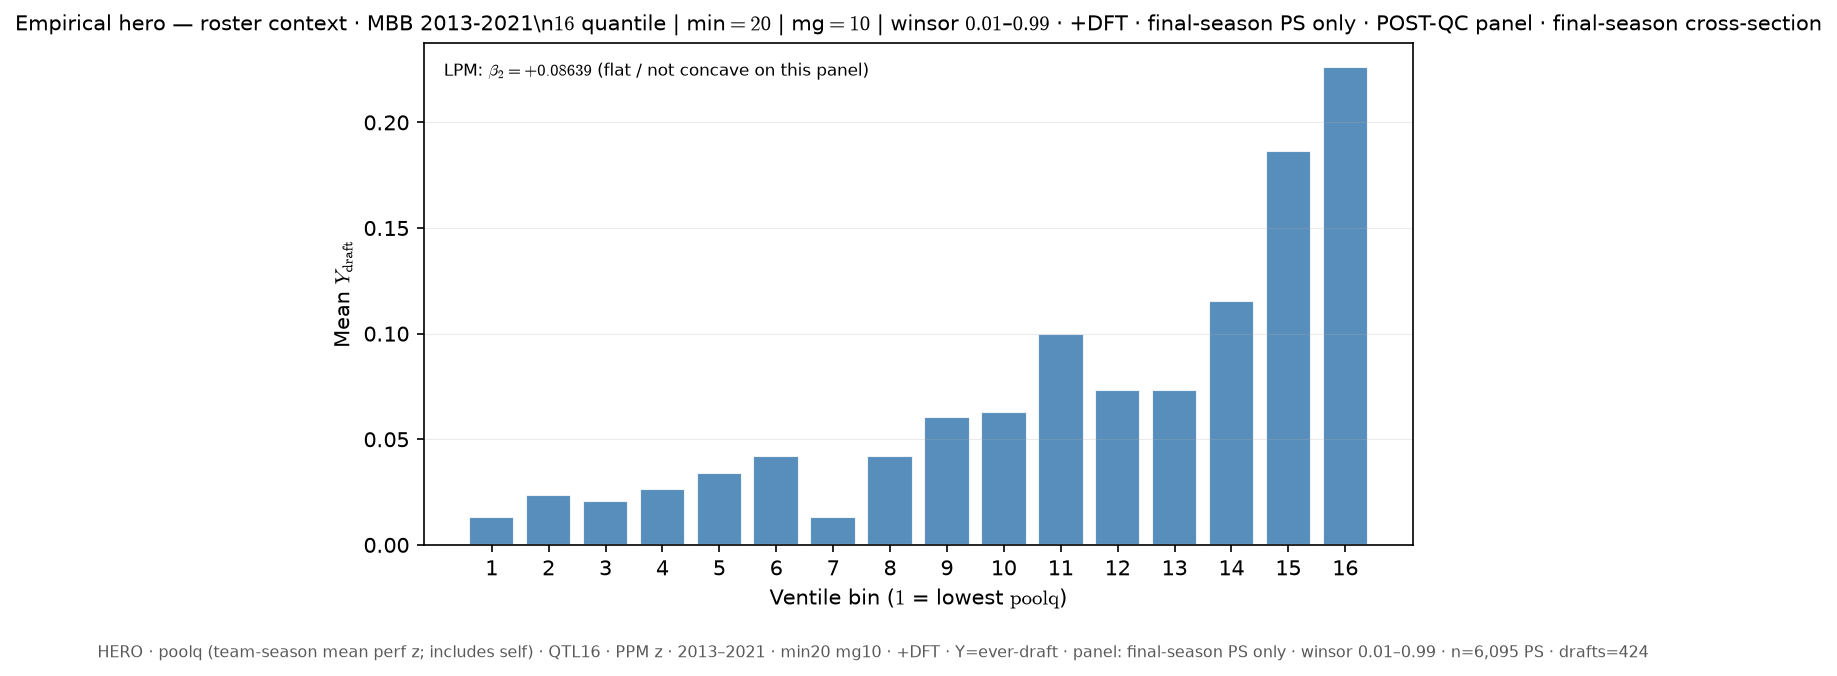 Empirical hero — roster context · MBB 2013-2021\n16 quantile | min = 20 | mg = 10 | winsor 0.01–0.99 · +DFT · final-season PS only · POST-QC panel · final-season cross-section
LPM: β₂ = +0.08639 (flat / not concave on this panel)
Mean Y_draft
0.20
0.15
0.10
0.05
0.00
1 2 3 4 5 6 7 8 9 10 11 12 13 14 15 16
Ventile bin (1 = lowest poolq)
HERO · poolq (team-season mean perf z; includes self) · QTL16 · PPM z · 2013–2021 · min20 mg10 · +DFT · Y=ever-draft · panel: final-season PS only · winsor 0.01–0.99 · n=6,095 PS · drafts=424